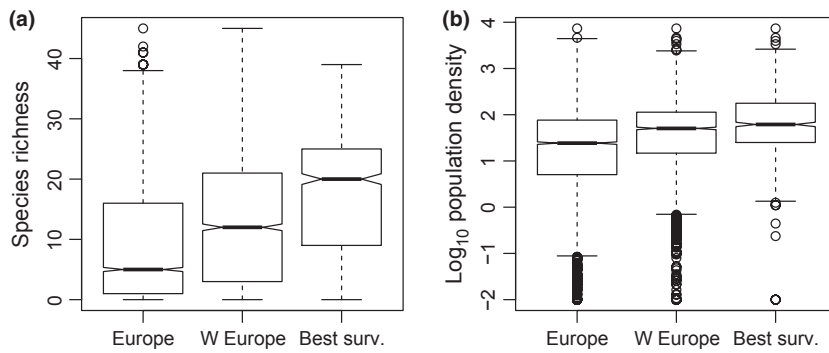 (a)
Species richness
40
30
20
10
0
Europe
W Europe
Best surv.
(b)
Log10 population density
4
3
2
1
0
-1
-2
Europe
W Europe
Best surv.